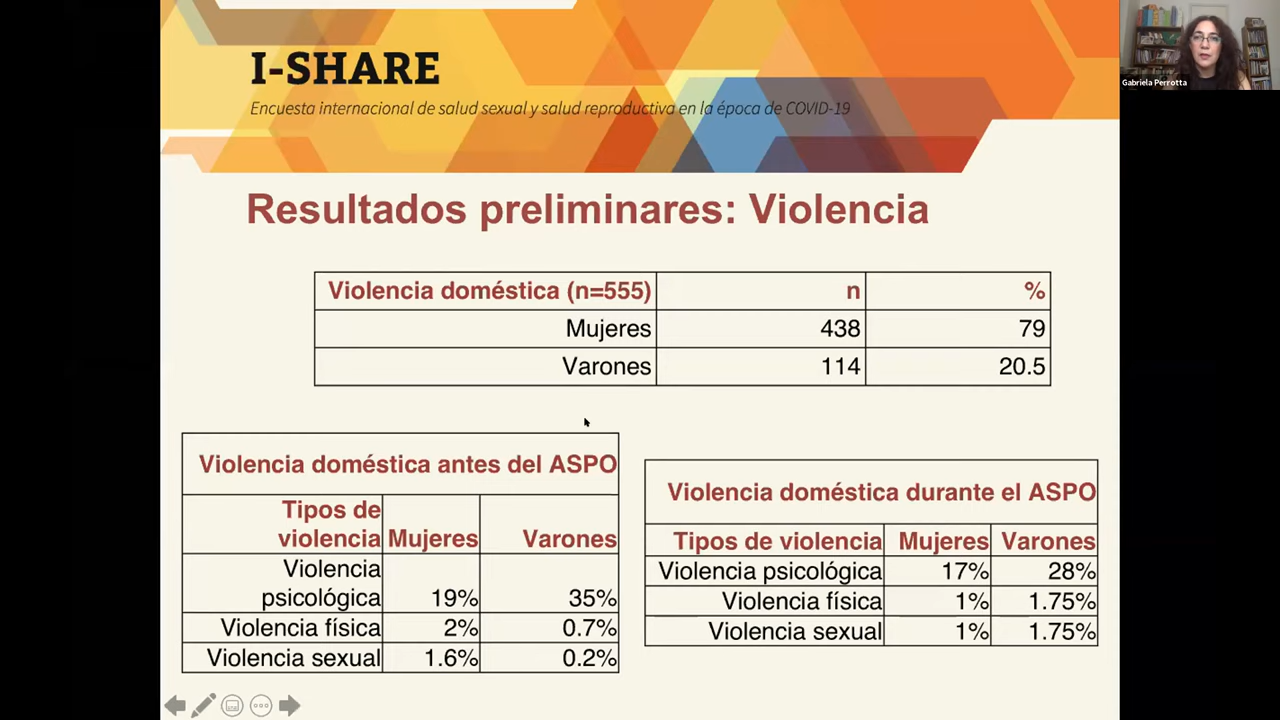 I-SHARE
Encuesta internacional de salud sexual y salud reproductiva en la época de COVID-19
Gabriela Perrotta
Resultados preliminares: Violencia
Violencia doméstica (n=555) n %
Mujeres 438 79
Varones 114 20.5
Violencia doméstica antes del ASPO
Tipos de
violencia Mujeres Varones
Violencia
psicológica 19% 35%
Violencia física 2% 0.7%
Violencia sexual 1.6% 0.2%
Violencia doméstica durante el ASPO
Tipos de violencia Mujeres Varones
Violencia psicológica 17% 28%
Violencia física 1% 1.75%
Violencia sexual 1% 1.75%